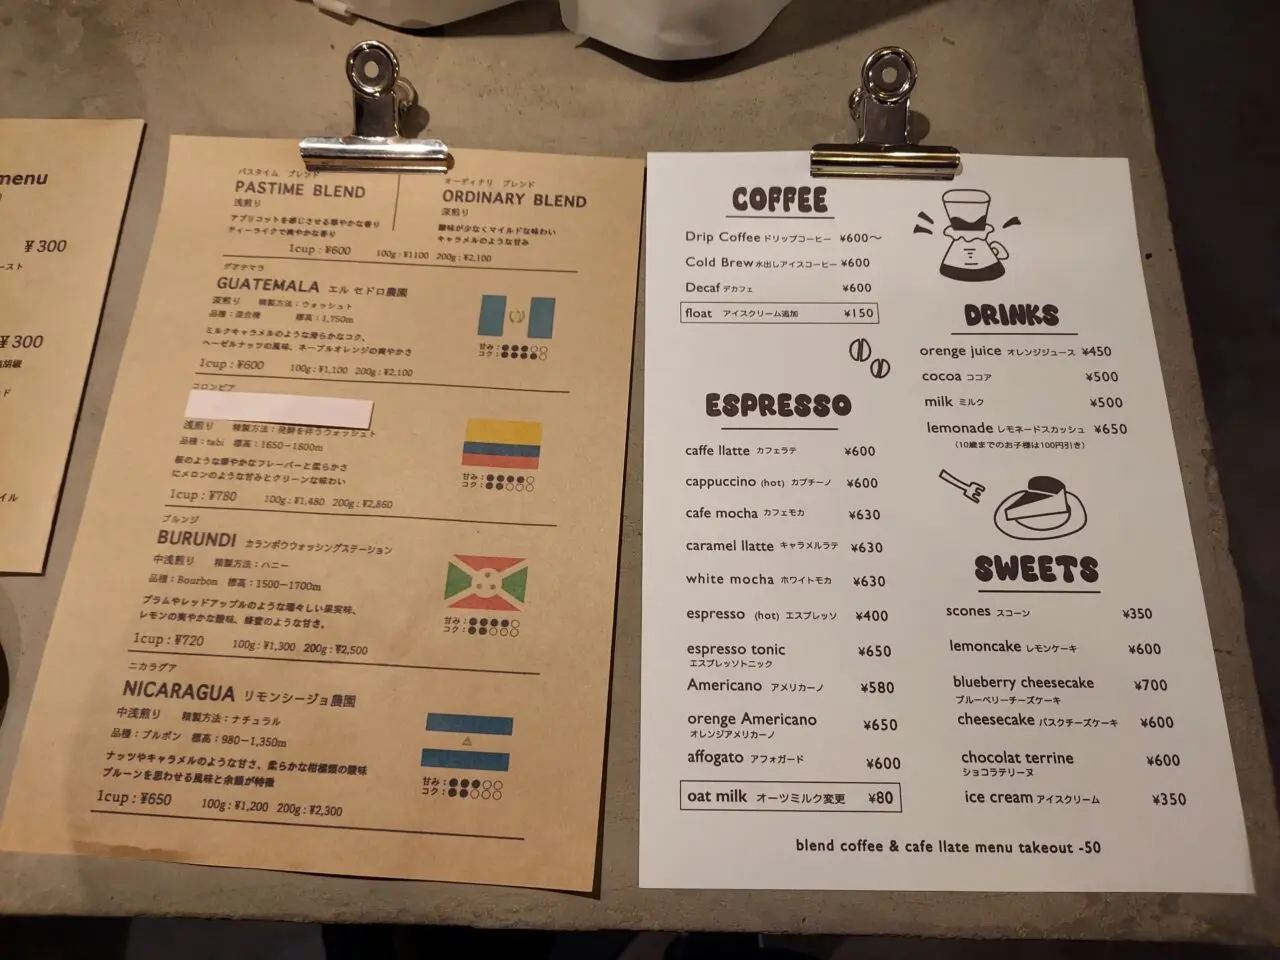 menu
¥300
ースト
¥300
胡椒
ド
イル
パスタイム ブレンド
PASTIME BLEND
浅煎り
アプリコットを感じさせる華やかな香り
ティーライクで爽やかな香り
オーディナリ ブレンド
ORDINARY BLEND
深煎り
酸味が少なくマイルドな味わい
キャラメルのような甘み
1cup : ¥600 100g : ¥1100 200g : ¥2,100
グアテマラ
GUATEMALA エル セドロ農園
深煎り 精製方法：ウォッシュト
品種：混合種 標高：1,750m
ミルクキャラメルのような滑らかなコク、
ヘーゼルナッツの風味、ネーブルオレンジの爽やかさ
甘み：●●●○○
コク：●●●●○
1cup : ¥600 100g : ¥1,100 200g : ¥2,100
コロンビア
浅煎り 精製方法：発酵を伴うウォッシュト
品種：tabi 標高：1650−1800m
桜のような華やかなフレーバーと柔らかさ
にメロンのような甘みとクリーンな味わい
甘み：●●●●○
コク：●●○○○
1cup : ¥780 100g : ¥1,480 200g : ¥2,860
ブルンジ
BURUNDI カランボウウォッシングステーション
中浅煎り 精製方法：ハニー
品種：Bourbon 標高：1500−1700m
プラムやレッドアップルのような瑞々しい果実味、
レモンの爽やかな酸味、蜂蜜のような甘さ。
甘み：●●●●○
コク：●●○○○
1cup : ¥720 100g : ¥1,300 200g : ¥2,500
ニカラグア
NICARAGUA リモンシージョ農園
中浅煎り 精製方法：ナチュラル
品種：ブルボン 標高：980−1,350m
ナッツやキャラメルのような甘さ、柔らかな柑橘類の酸味
プルーンを思わせる風味と余韻が特徴
甘み：●●●○○
コク：●●○○○
1cup : ¥650 100g : ¥1,200 200g : ¥2,300
COFFEE
Drip Coffee ドリップコーヒー ¥600〜
Cold Brew 水出しアイスコーヒー ¥600
Decaf デカフェ ¥600
float アイスクリーム追加 ¥150
ESPRESSO
caffe llatte カフェラテ ¥600
cappuccino (hot) カプチーノ ¥600
cafe mocha カフェモカ ¥630
caramel llatte キャラメルラテ ¥630
white mocha ホワイトモカ ¥630
espresso (hot) エスプレッソ ¥400
espresso tonic ¥650
エスプレッソトニック
Americano アメリカーノ ¥580
orenge Americano ¥650
オレンジアメリカーノ
affogato アフォガード ¥600
oat milk オーツミルク変更 ¥80
DRINKS
orenge juice オレンジジュース ¥450
cocoa ココア ¥500
milk ミルク ¥500
lemonade レモネードスカッシュ ¥650
（10歳までのお子様は100円引き）
SWEETS
scones スコーン ¥350
lemoncake レモンケーキ ¥600
blueberry cheesecake ¥700
ブルーベリーチーズケーキ
cheesecake バスクチーズケーキ ¥600
chocolat terrine ¥600
ショコラテリーヌ
ice cream アイスクリーム ¥350
blend coffee & cafe llate menu takeout -50